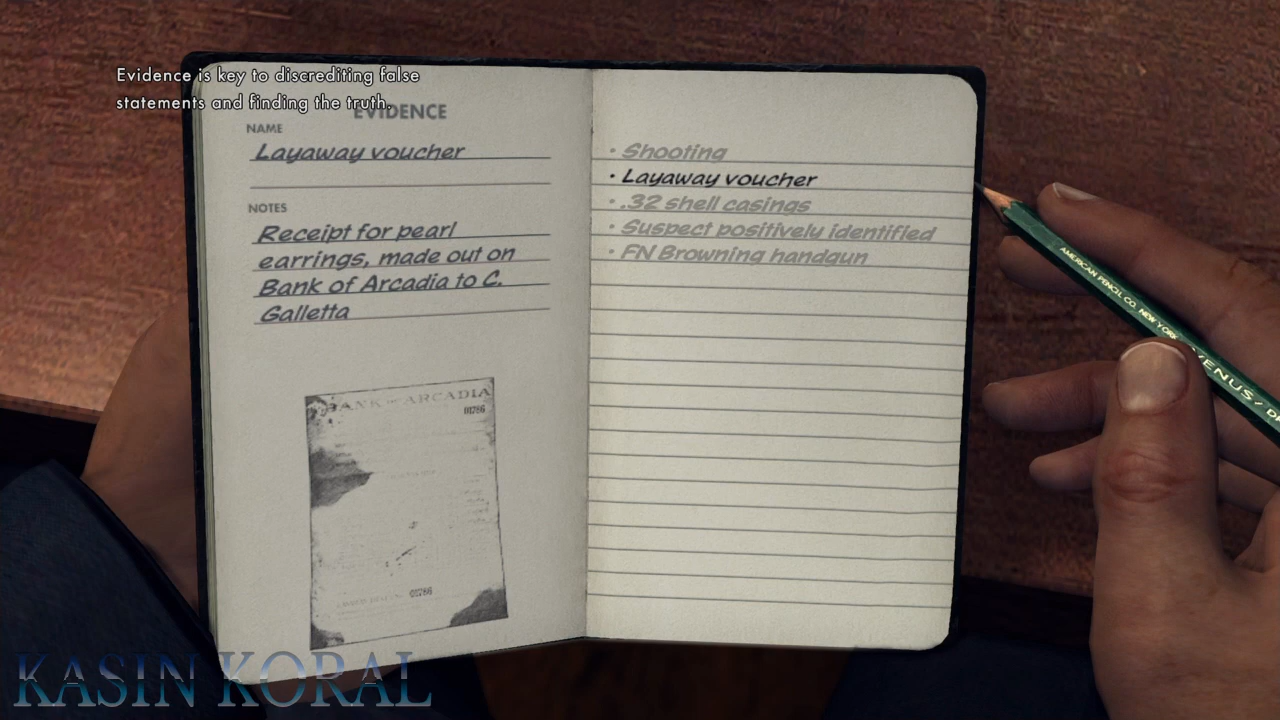 Evidence is key to discrediting false
statements and finding the truth.
EVIDENCE
NAME
Layaway voucher
NOTES
Receipt for pearl
earrings, made out on
Bank of Arcadia to C.
Galletta
BANK OF ARCADIA
01786
01786
• Shooting
• Layaway voucher
• .32 shell casings
• Suspect positively identified
• FN Browning handgun
AMERICAN PENCIL CO. NEW YORK
VENUS
KASIN KORAL